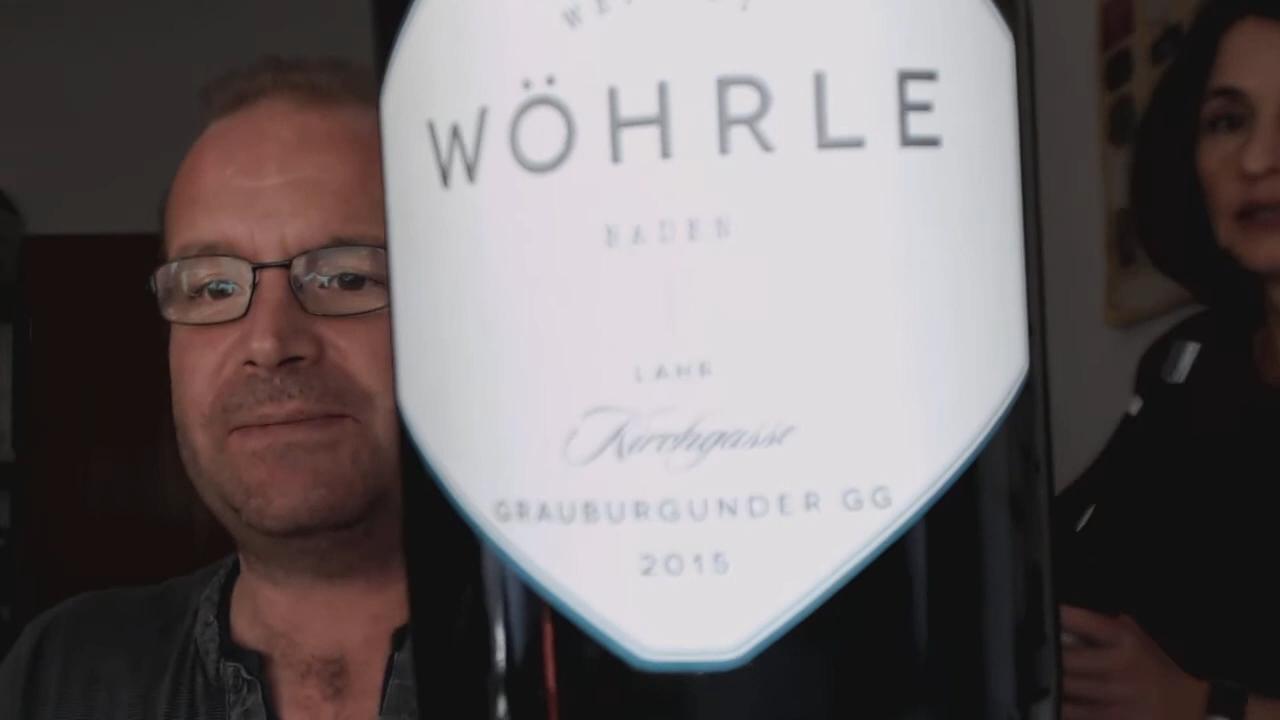 WÖHRLE
BADEN
LAHR
Kirchgasse
GRAUBURGUNDER GG
2015